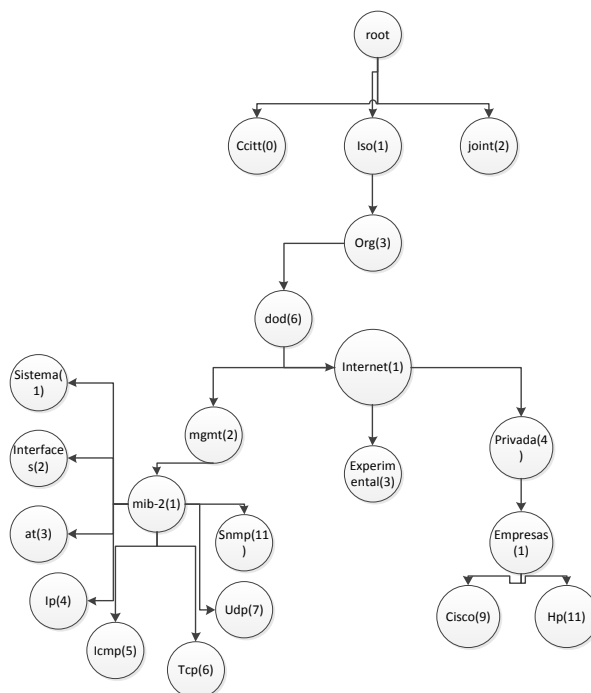 root
Ccitt(0)
Iso(1)
joint(2)
Org(3)
dod(6)
Internet(1)
Sistema(
1)
mgmt(2)
Privada(4
)
Interface
s(2)
Experim
ental(3)
mib-2(1)
at(3)
Snmp(11
)
Empresas
(1)
Ip(4)
Udp(7)
Cisco(9)
Hp(11)
Icmp(5)
Tcp(6)